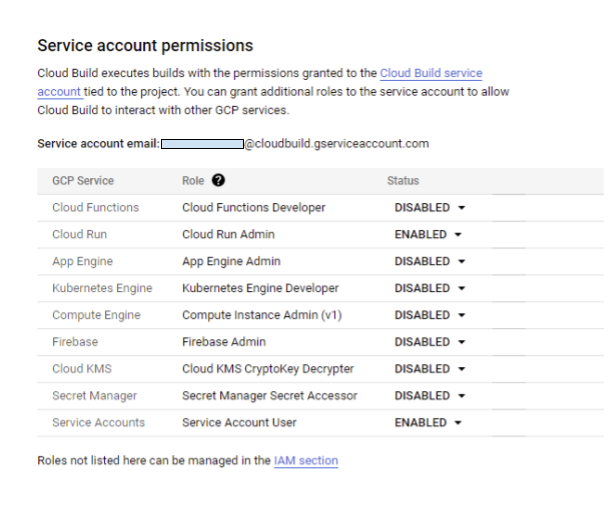 Service account permissions
Cloud Build executes builds with the permissions granted to the Cloud Build service
account tied to the project. You can grant additional roles to the service account to allow
Cloud Build to interact with other GCP services.
Service account email: @cloudbuild.gserviceaccount.com
GCP Service Role ? Status
Cloud Functions Cloud Functions Developer DISABLED
Cloud Run Cloud Run Admin ENABLED
App Engine App Engine Admin DISABLED
Kubernetes Engine Kubernetes Engine Developer DISABLED
Compute Engine Compute Instance Admin (v1) DISABLED
Firebase Firebase Admin DISABLED
Cloud KMS Cloud KMS CryptoKey Decrypter DISABLED
Secret Manager Secret Manager Secret Accessor DISABLED
Service Accounts Service Account User ENABLED
Roles not listed here can be managed in the IAM section